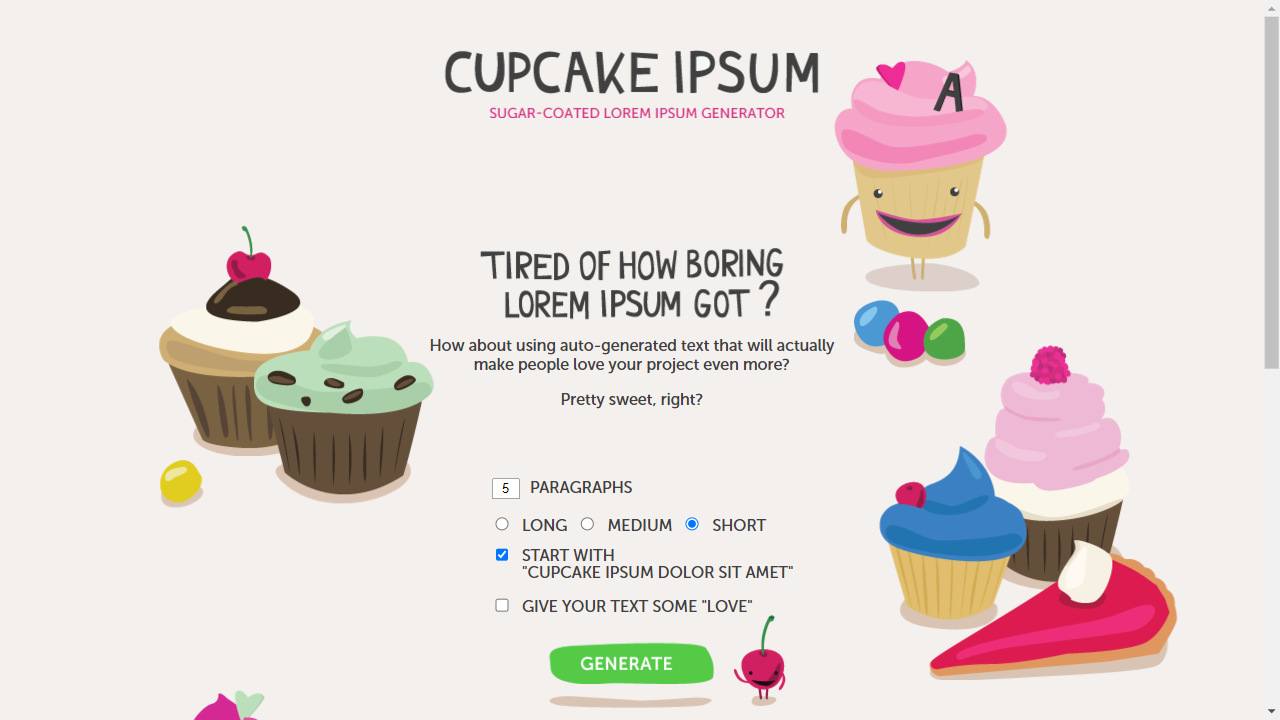 CUPCAKE IPSUM
SUGAR-COATED LOREM IPSUM GENERATOR
A
TIRED OF HOW BORING
LOREM IPSUM GOT ?
How about using auto-generated text that will actually
make people love your project even more?
Pretty sweet, right?
5 PARAGRAPHS
LONG MEDIUM SHORT
START WITH
"CUPCAKE IPSUM DOLOR SIT AMET"
GIVE YOUR TEXT SOME "LOVE"
GENERATE